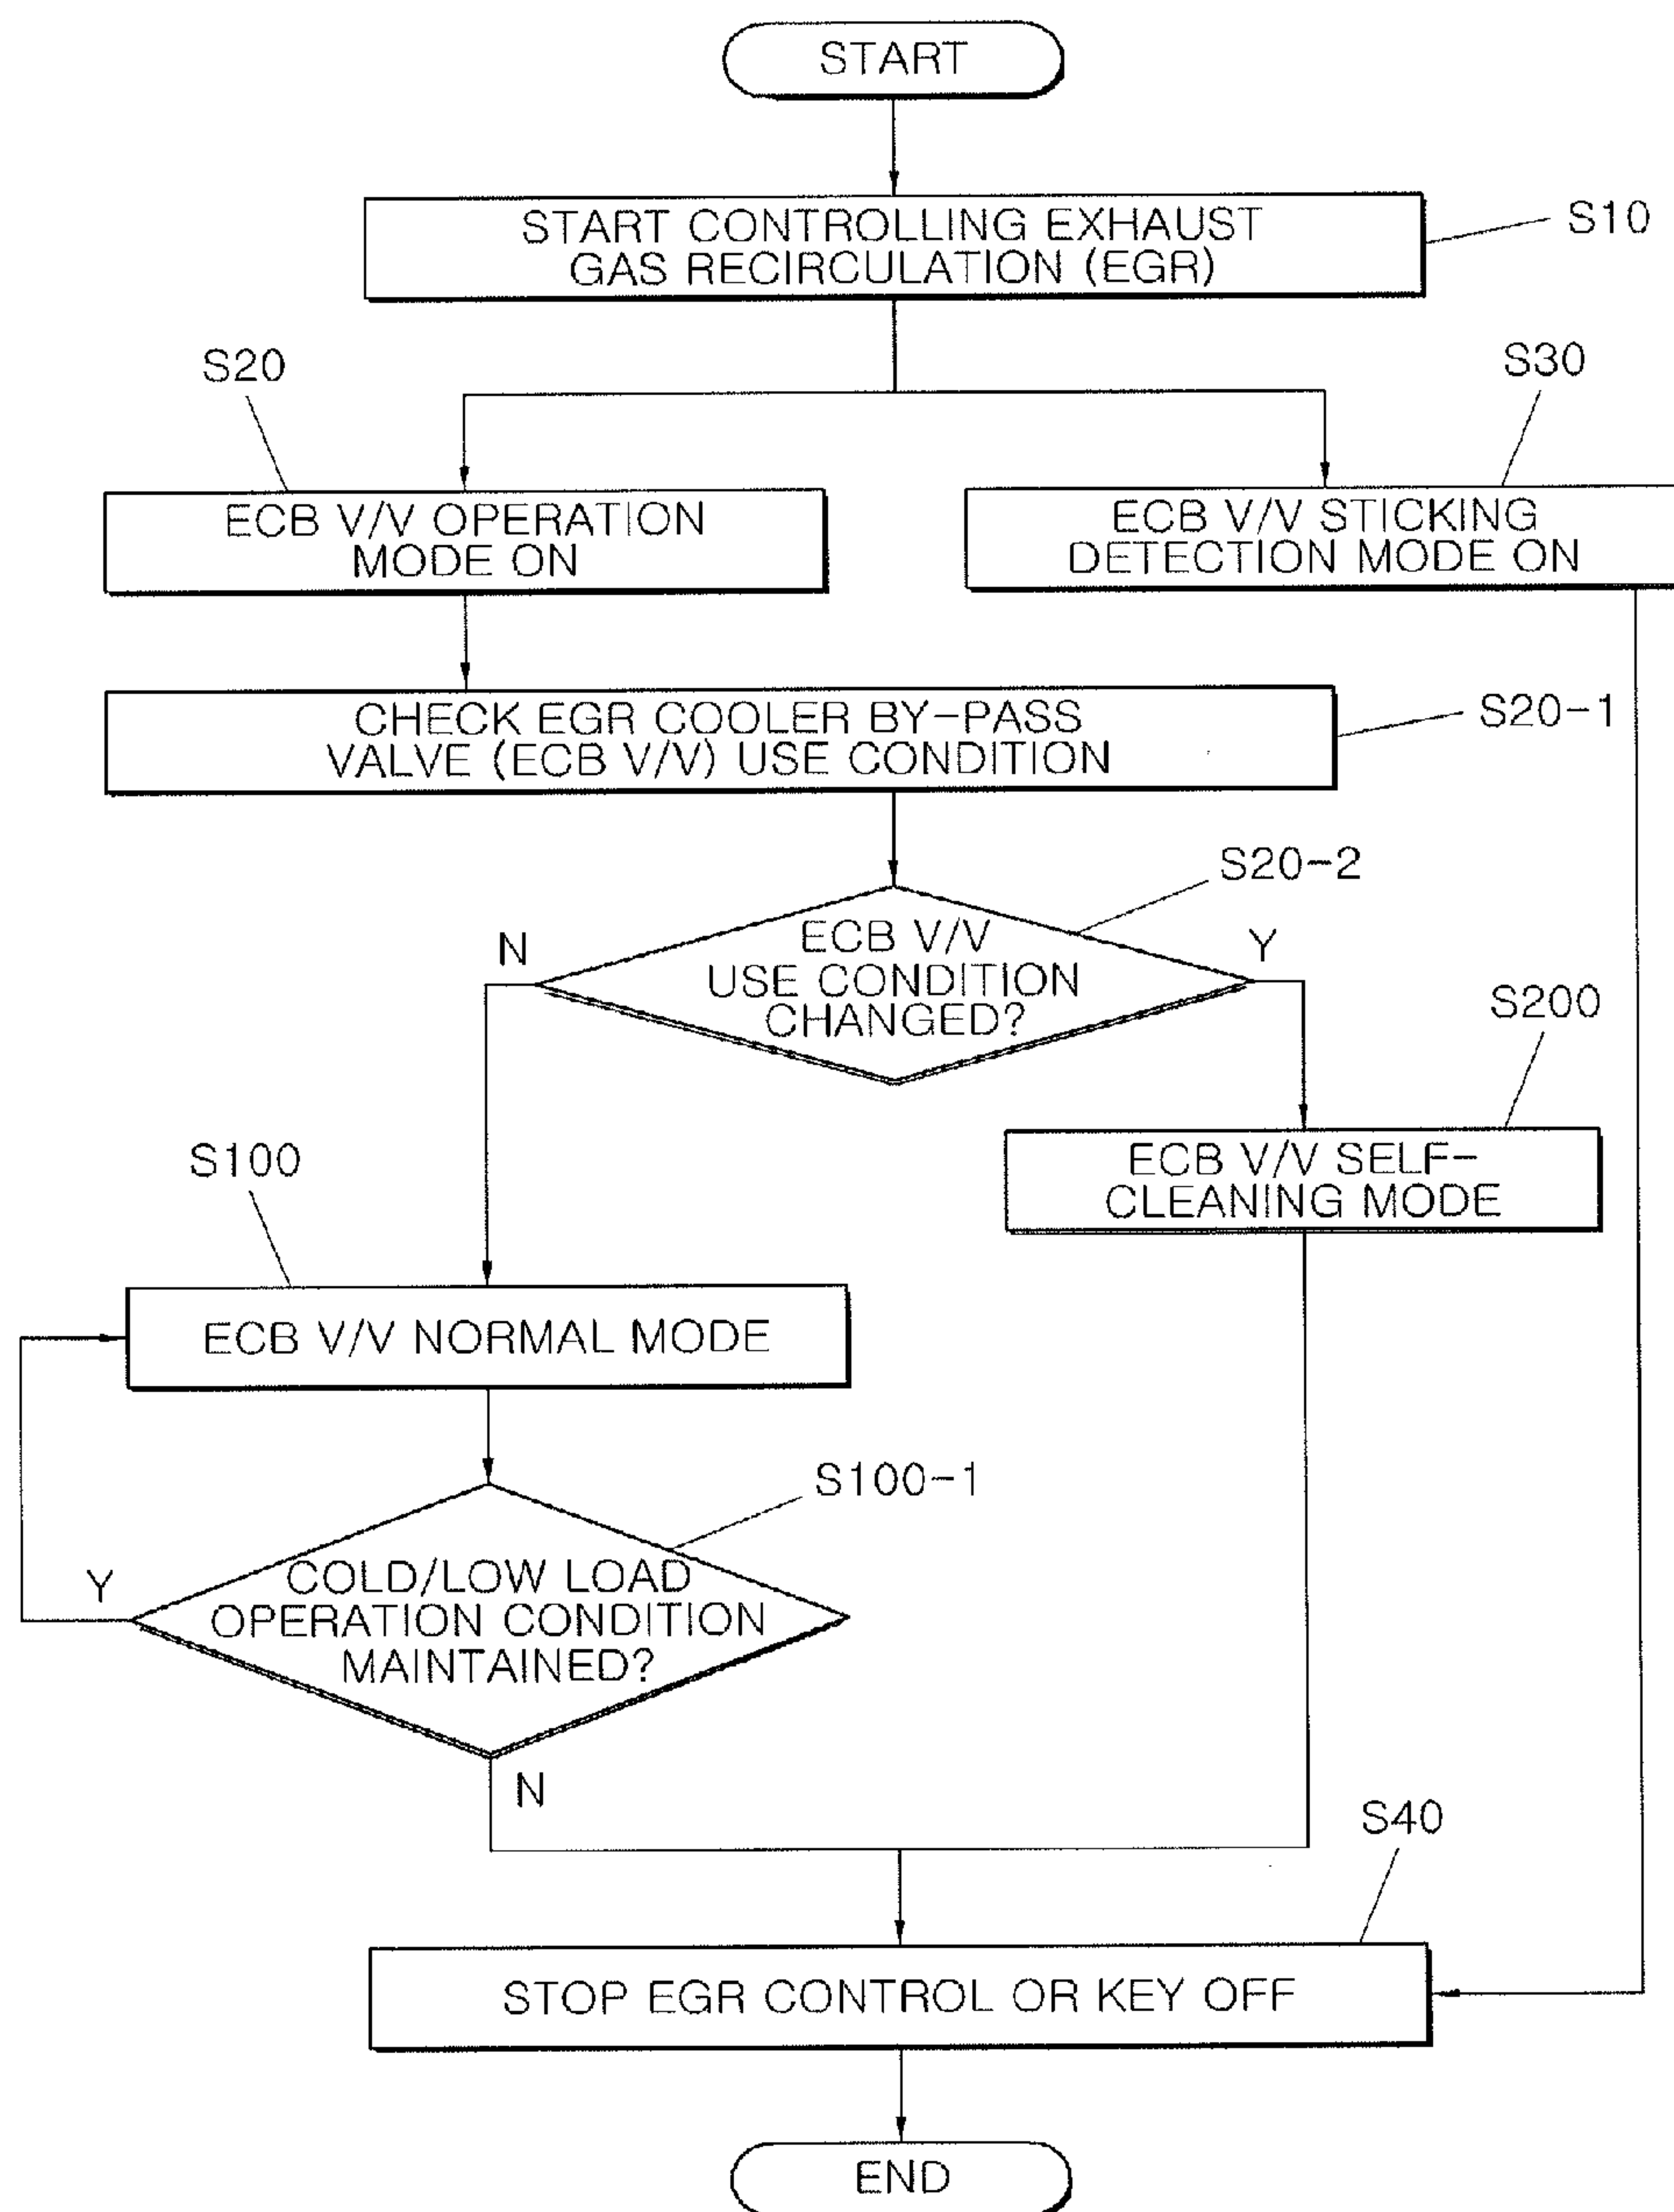 START
START CONTROLLING EXHAUST
GAS RECIRCULATION (EGR)
S10
S20
S30
ECB V/V OPERATION
MODE ON
ECB V/V STICKING
DETECTION MODE ON
CHECK EGR COOLER BY-PASS
VALVE (ECB V/V) USE CONDITION
S20-1
S20-2
N
ECB V/V
USE CONDITION
CHANGED?
Y
S200
ECB V/V SELF-
CLEANING MODE
S100
ECB V/V NORMAL MODE
S100-1
Y
COLD/LOW LOAD
OPERATION CONDITION
MAINTAINED?
N
S40
STOP EGR CONTROL OR KEY OFF
END